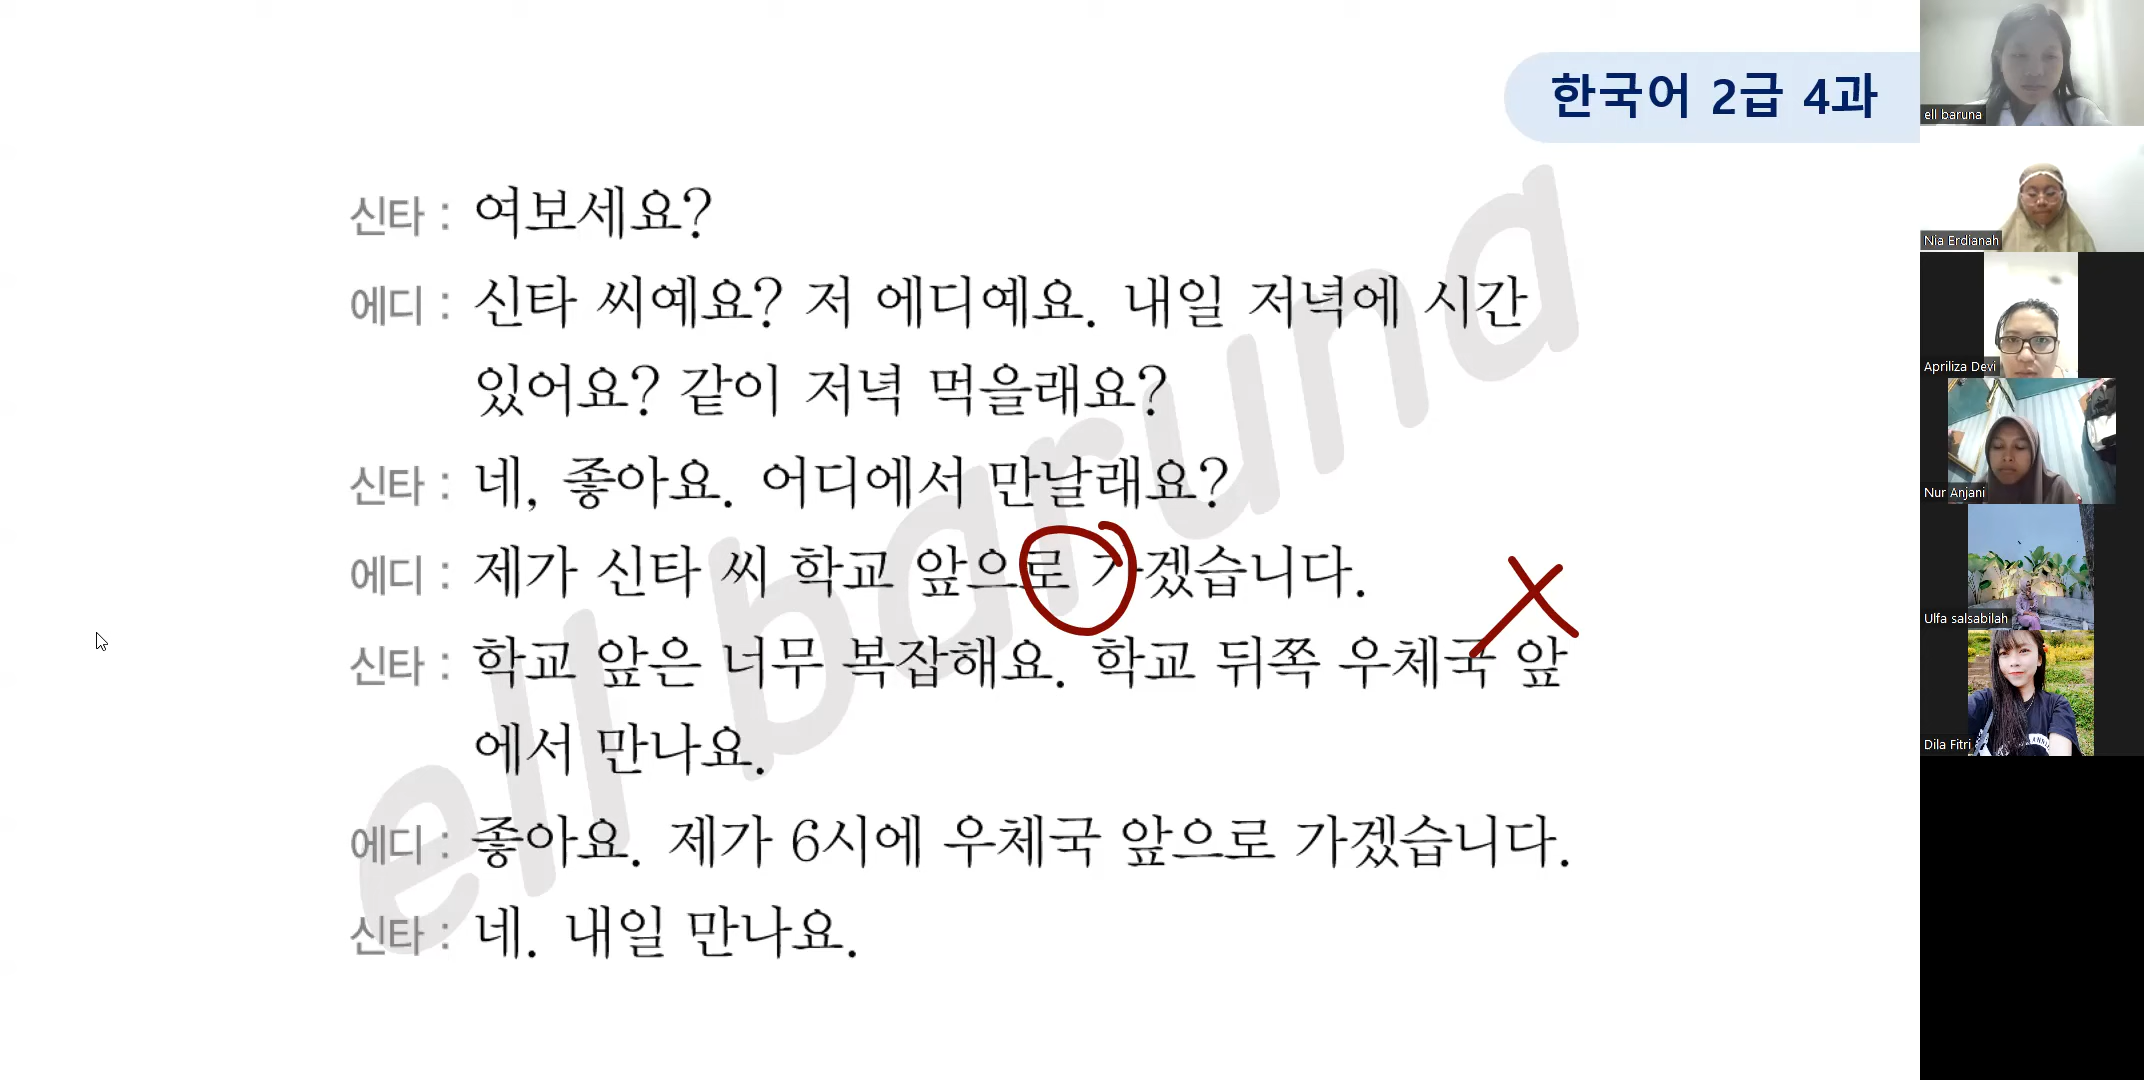 한국어 2급 4과
신타 : 여보세요?
에디 : 신타 씨예요? 저 에디예요. 내일 저녁에 시간
있어요? 같이 저녁 먹을래요?
신타 : 네, 좋아요. 어디에서 만날래요?
에디 : 제가 신타 씨 학교 앞으로 가겠습니다.
신타 : 학교 앞은 너무 복잡해요. 학교 뒤쪽 우체국 앞
에서 만나요.
에디 : 좋아요. 제가 6시에 우체국 앞으로 가겠습니다.
신타 : 네. 내일 만나요.
ell baruna
ell baruna
Nia Erdianah
Apriliza Devi
Nur Anjani
Ulfa salsabilah
Dila Fitri